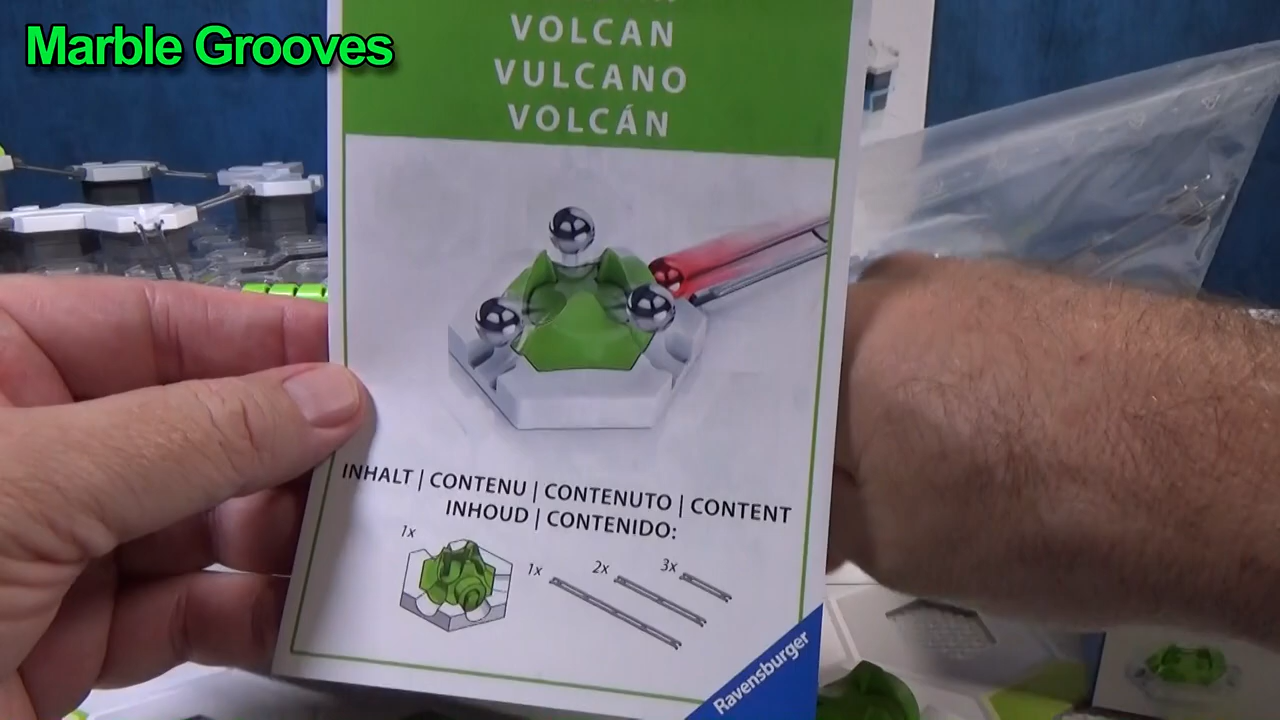 Marble Grooves
VOLCAN
VULCANO
VOLCÁN
INHALT | CONTENU | CONTENUTO | CONTENT
INHOUD | CONTENIDO:
1x
1x
2x
3x
Ravensburger